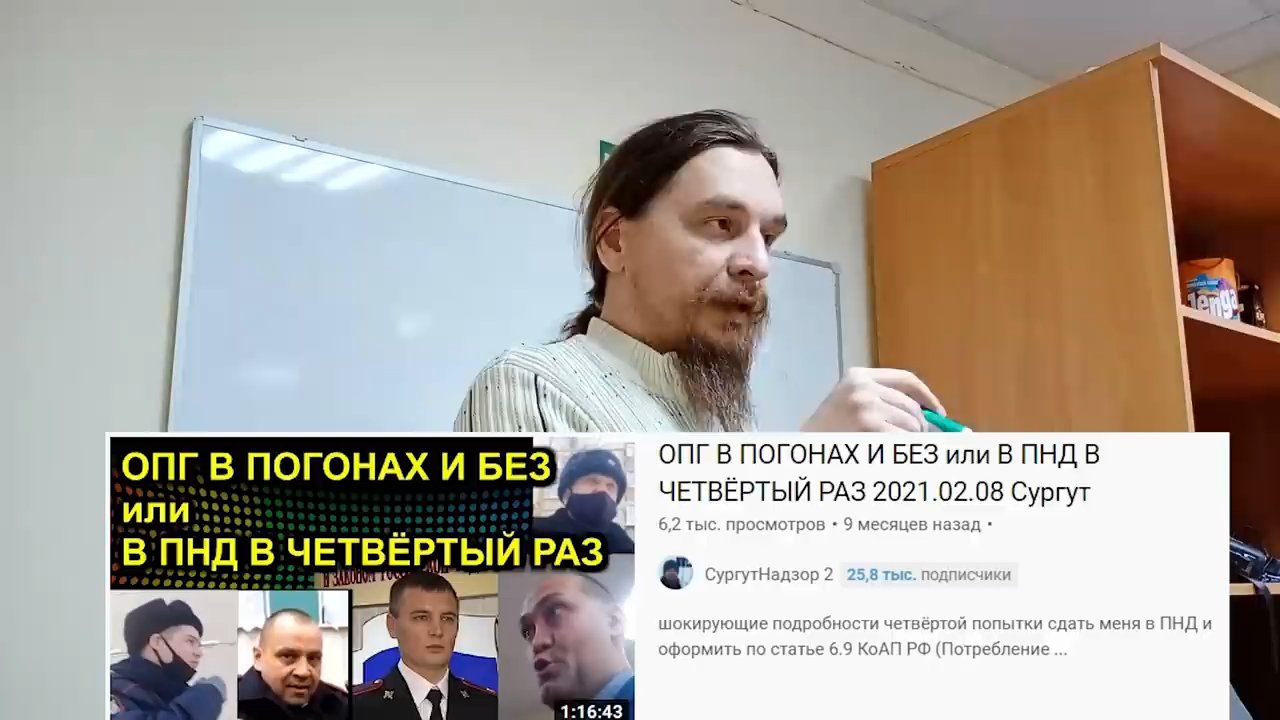 Jenga
ОПГ В ПОГОНАХ И БЕЗ
или
В ПНД В ЧЕТВЁРТЫЙ РАЗ
1:16:43
ОПГ В ПОГОНАХ И БЕЗ или В ПНД В
ЧЕТВЁРТЫЙ РАЗ 2021.02.08 Сургут
6,2 тыс. просмотров • 9 месяцев назад •
СургутНадзор 2 25,8 тыс. подписчики
шокирующие подробности четвёртой попытки сдать меня в ПНД и
оформить по статье 6.9 КоАП РФ (Потребление ...